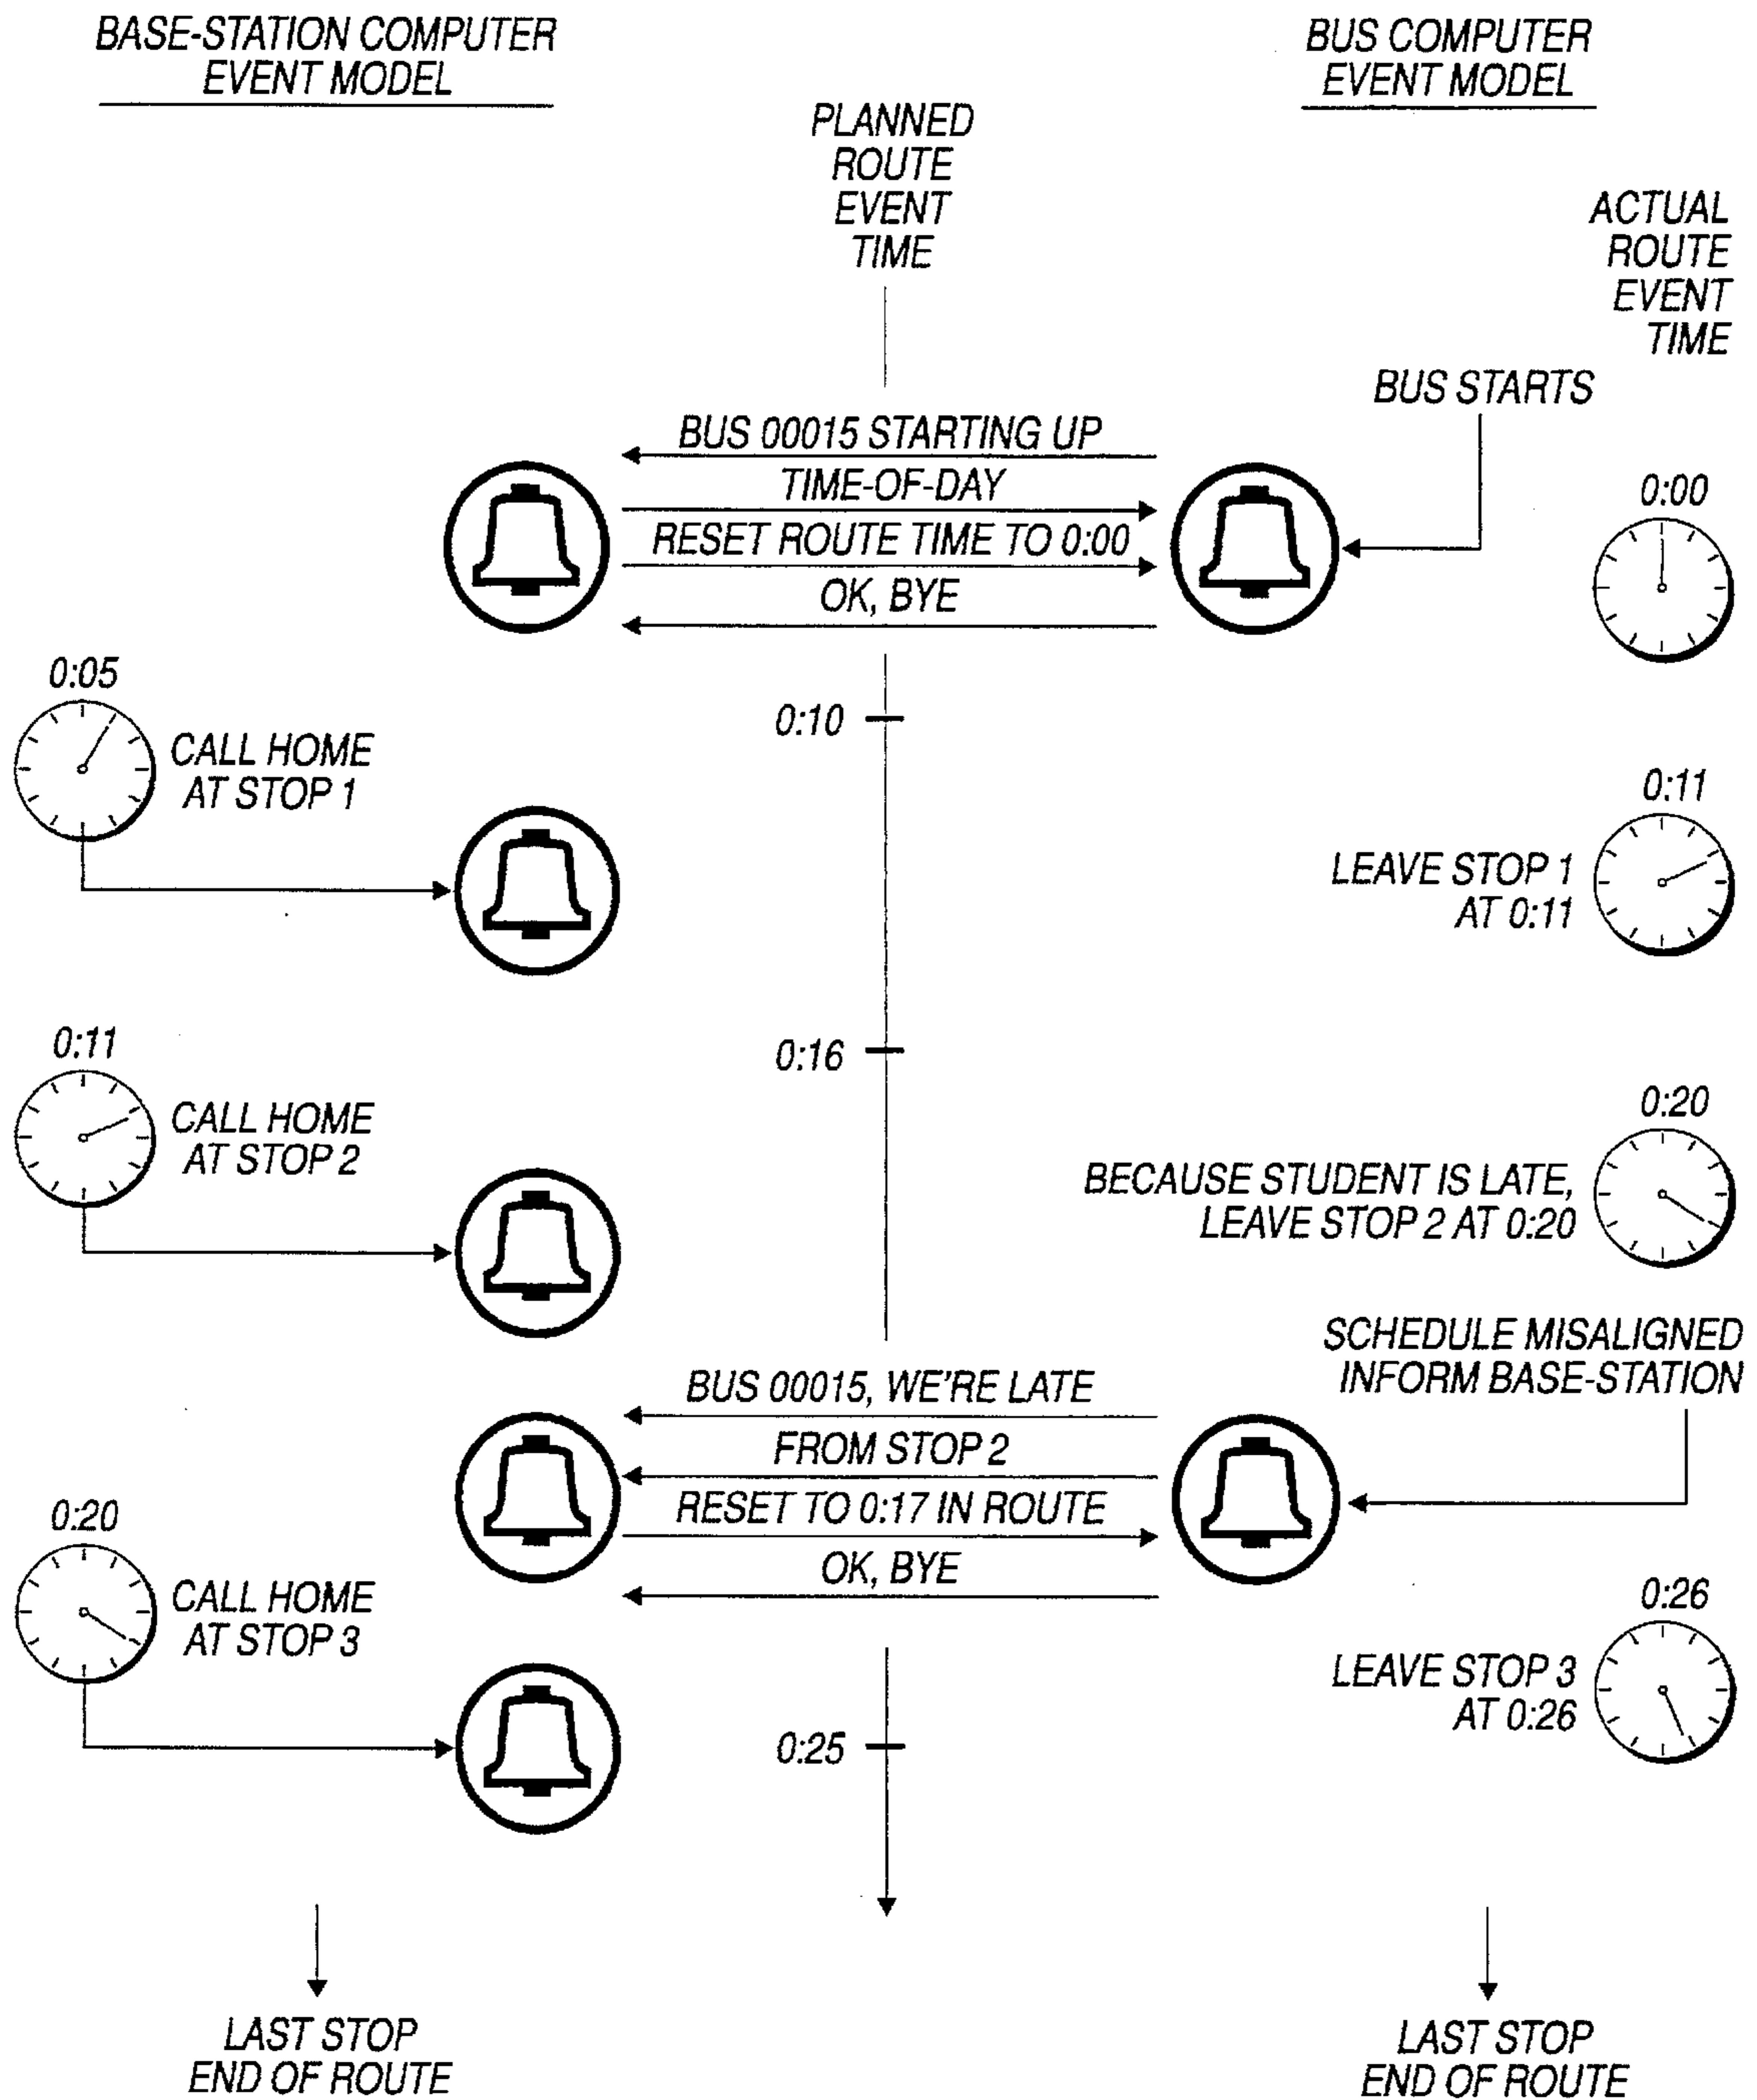 BASE-STATION COMPUTER
EVENT MODEL
BUS COMPUTER
EVENT MODEL
PLANNED
ROUTE
EVENT
TIME
ACTUAL
ROUTE
EVENT
TIME
BUS STARTS
BUS 00015 STARTING UP
TIME-OF-DAY
RESET ROUTE TIME TO 0:00
OK, BYE
0:00
0:05
CALL HOME
AT STOP 1
0:10
0:11
LEAVE STOP 1
AT 0:11
0:11
CALL HOME
AT STOP 2
0:16
0:20
BECAUSE STUDENT IS LATE,
LEAVE STOP 2 AT 0:20
SCHEDULE MISALIGNED
INFORM BASE-STATION
BUS 00015, WE'RE LATE
FROM STOP 2
RESET TO 0:17 IN ROUTE
OK, BYE
0:20
CALL HOME
AT STOP 3
0:26
LEAVE STOP 3
AT 0:26
0:25
LAST STOP
END OF ROUTE
LAST STOP
END OF ROUTE